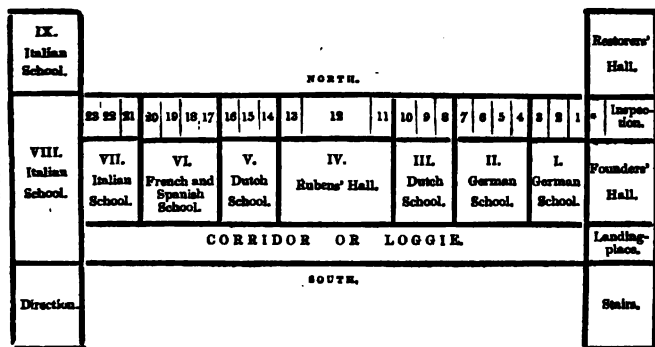 IX.
Italian
School.
Restorers'
Hall.
NORTH.
23 22 21 20 19 18 17 16 15 14 13 12 11 10 9 8 7 6 5 4 3 2 1 * Inspec-
tion.
VIII.
Italian
School.
VII.
Italian
School.
VI.
French and
Spanish
School.
V.
Dutch
School.
IV.
Rubens' Hall.
III.
Dutch
School.
II.
German
School.
I.
German
School.
Founders'
Hall.
CORRIDOR OR LOGGIE.
Landing-
place.
SOUTH.
Direction.
Stairs.